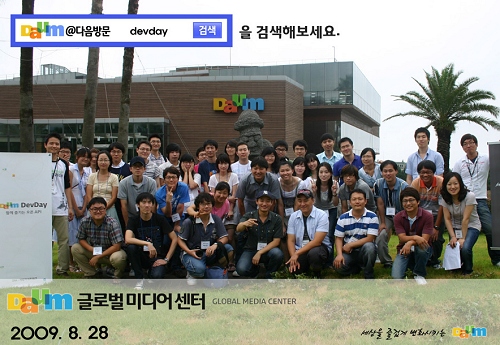 Daum @다음방문 devday 검색 을 검색해보세요.
Daum
Daum DevDay
Daum 글로벌미디어센터 GLOBAL MEDIA CENTER
2009. 8. 28
세상을 즐겁게 변화시키는 Daum